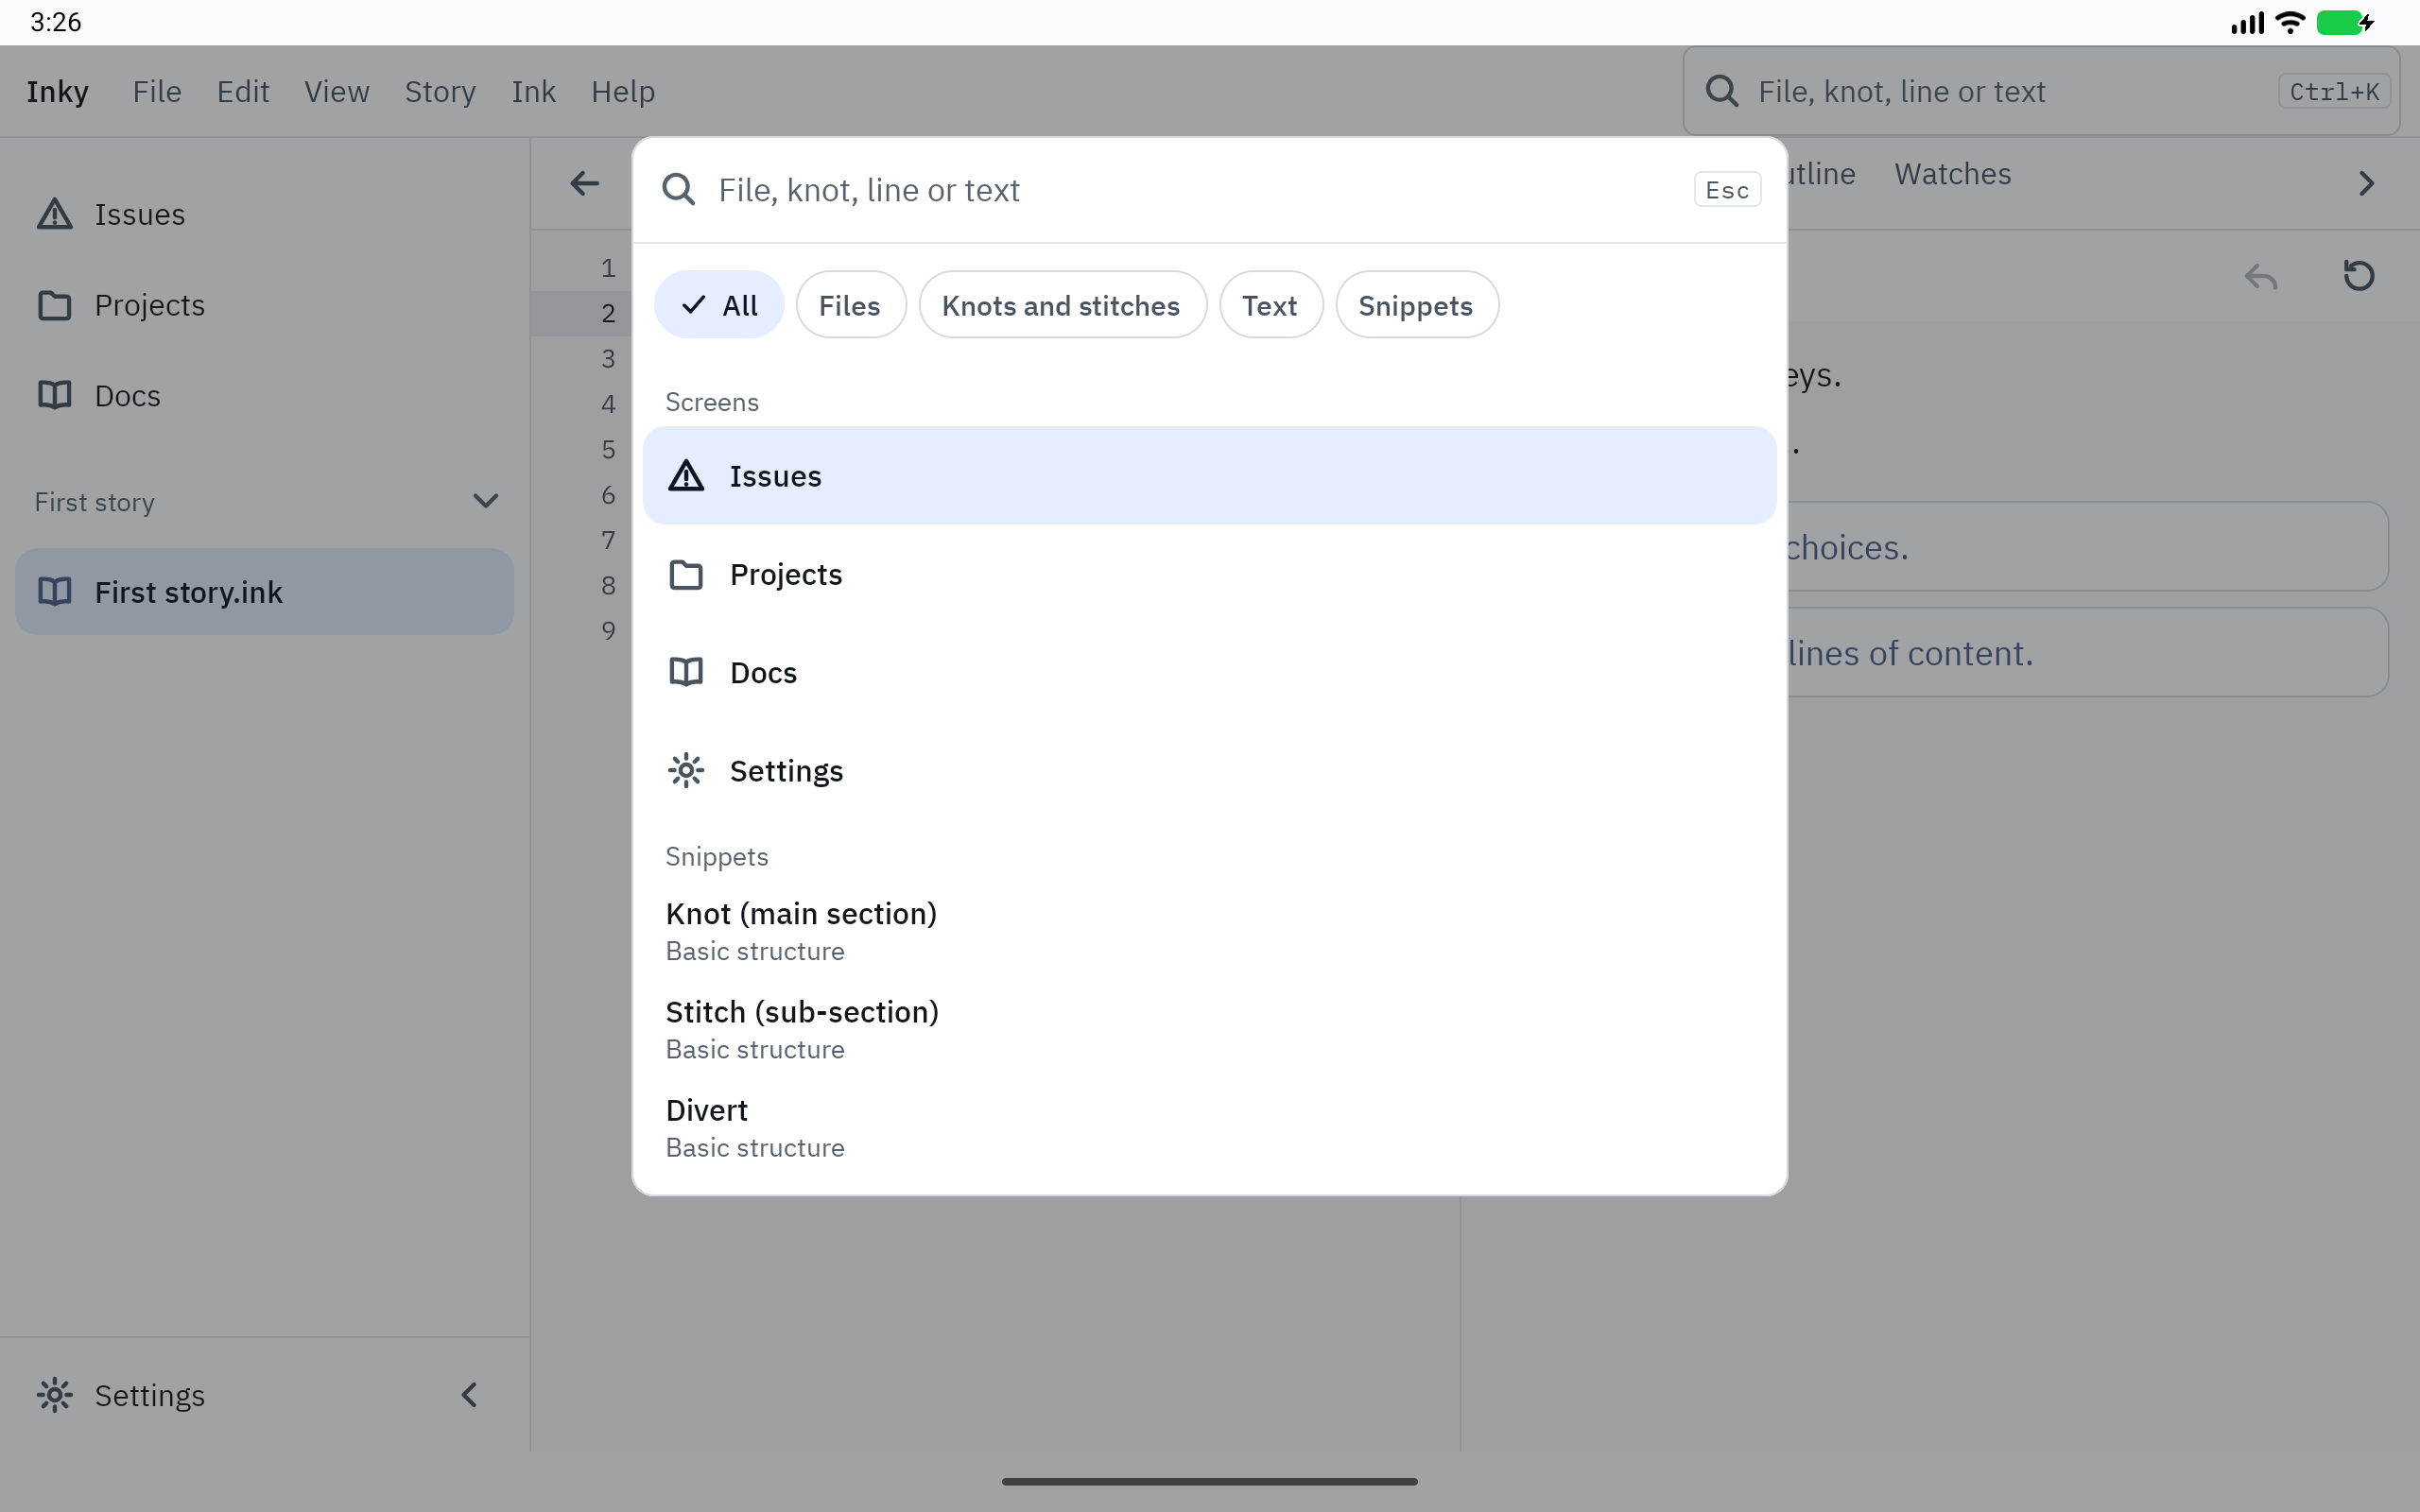 3:26
Inky File Edit View Story Ink Help
File, knot, line or text Ctrl+K
Issues
Projects
Docs
First story
First story.ink
Settings
1
2
3
4
5
6
7
8
9
File, knot, line or text Esc
All Files Knots and stitches Text Snippets
Screens
Issues
Projects
Docs
Settings
Snippets
Knot (main section)
Basic structure
Stitch (sub-section)
Basic structure
Divert
Basic structure
Watches
choices.
lines of content.